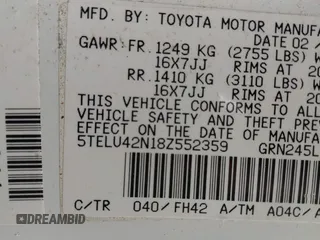 MFD. BY: TOYOTA MOTOR MANUFA
DATE 02 /
GAWR: FR. 1249 KG (2755 LBS) W
16X7JJ RIMS AT 20
RR. 1410 KG (3110 LBS) W
16X7JJ RIMS AT 20
THIS VEHICLE CONFORMS TO ALL
VEHICLE SAFETY AND THEFT PREV
EFFECT ON THE DATE OF MANUFA
5TELU42N18Z552359 GRN245L
C/TR 040/FH42 A/TM A04C/A
DREAMBID